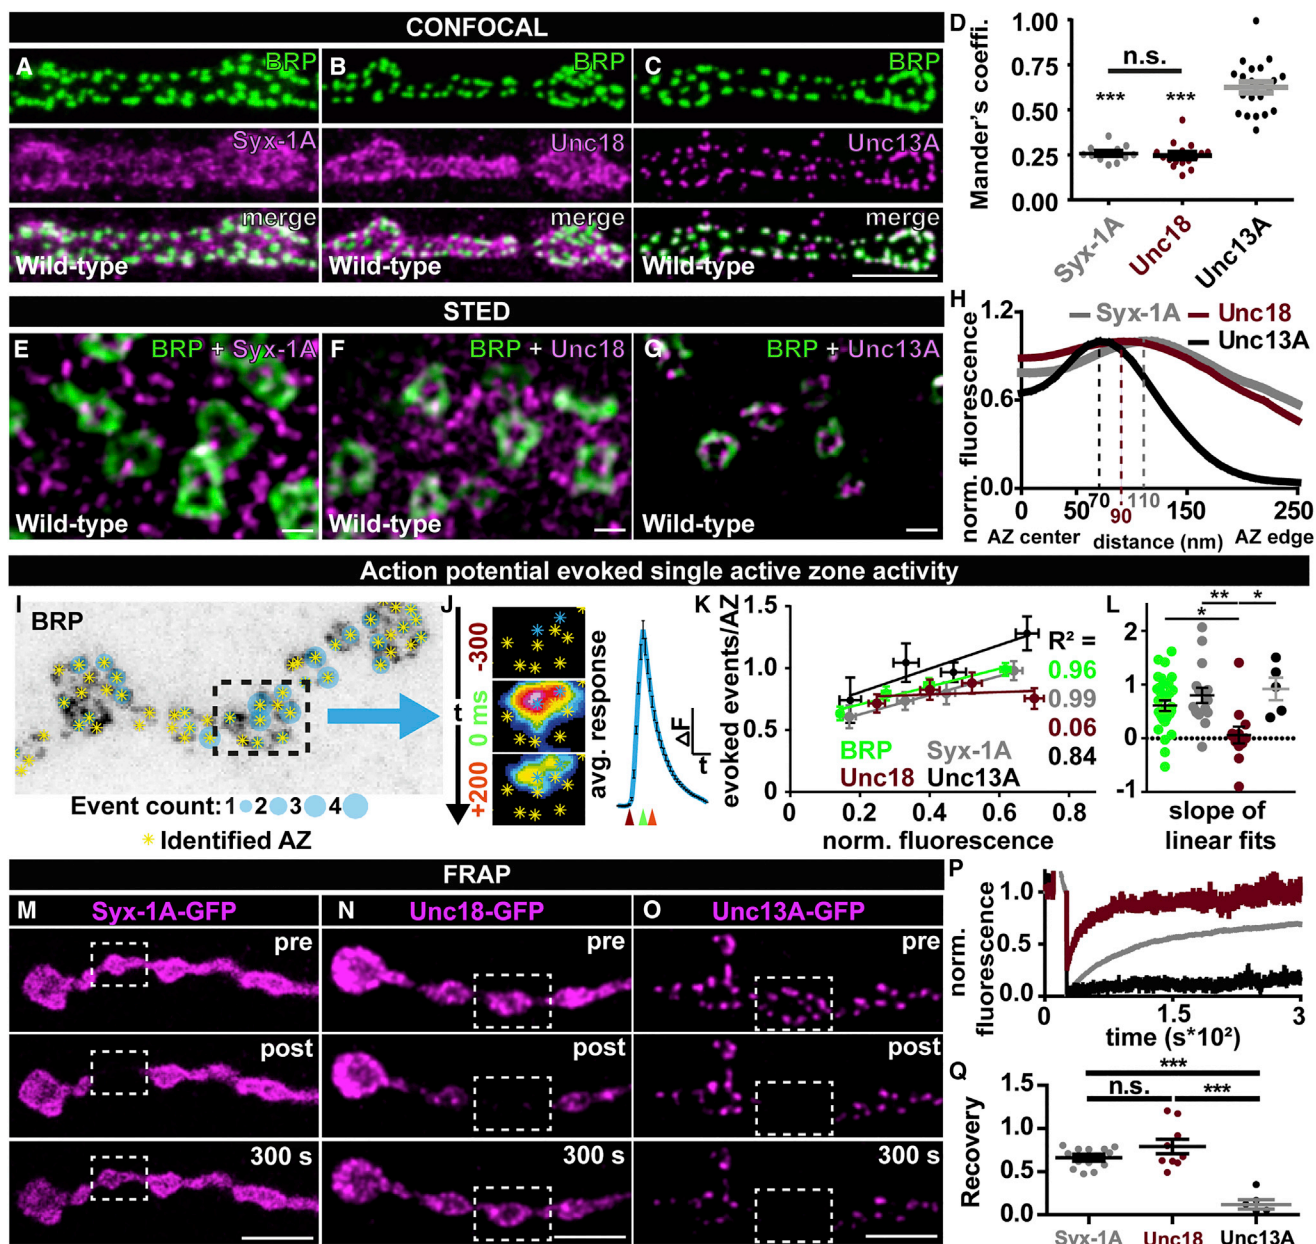 CONFOCAL
A BRP
B BRP
C BRP
Syx-1A
Unc18
Unc13A
merge
Wild-type
merge
Wild-type
merge
Wild-type
D
Mander's coeffi.
1.00
0.75
0.50
0.25
0.00
n.s.
*** ***
Syx-1A
Unc18
Unc13A
STED
E BRP + Syx-1A
Wild-type
F BRP + Unc18
Wild-type
G BRP + Unc13A
Wild-type
H
norm. fluorescence
1.2
0.6
0.0
Syx-1A Unc18
Unc13A
0 50 70 90 110 150 250
AZ center distance (nm) AZ edge
Action potential evoked single active zone activity
I
BRP
Event count: 1 2 3 4
* Identified AZ
J
t
-300
0 ms
+200
avg. response
ΔF
t
K
evoked events/AZ
1.5
1.0
0.5
0
R² =
0.96
0.99
0.06
0.84
BRP Syx-1A
Unc18 Unc13A
0 0.2 0.4 0.6 0.8
norm. fluorescence
L
** *
*
2
1
0
-1
slope of
linear fits
FRAP
M Syx-1A-GFP
pre
post
300 s
N Unc18-GFP
pre
post
300 s
O Unc13A-GFP
pre
post
300 s
P
norm.
fluorescence
1.0
0.5
0.0
0 1.5 3
time (s*10²)
Q
Recovery
1.5
1.0
0.5
0.0
***
n.s. ***
Syx-1A Unc18 Unc13A